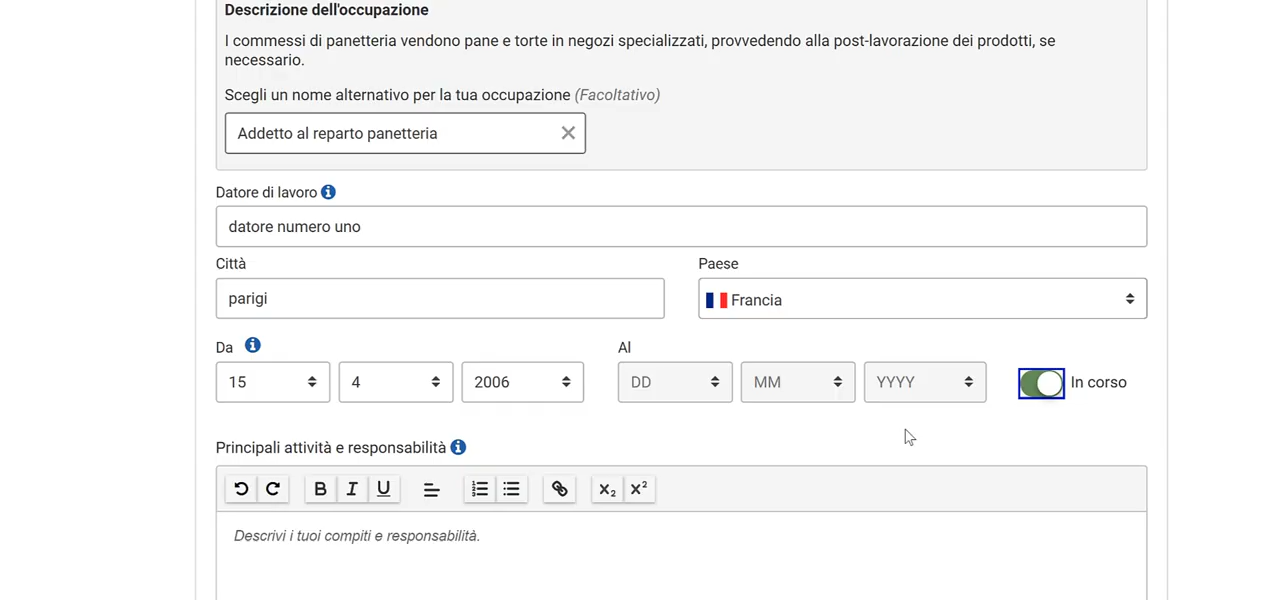 Descrizione dell'occupazione
I commessi di panetteria vendono pane e torte in negozi specializzati, provvedendo alla post-lavorazione dei prodotti, se
necessario.
Scegli un nome alternativo per la tua occupazione (Facoltativo)
Addetto al reparto panetteria
Datore di lavoro
datore numero uno
Città Paese
parigi Francia
Da Al
15 4 2006 DD MM YYYY In corso
Principali attività e responsabilità
B I U x₂ x²
Descrivi i tuoi compiti e responsabilità.